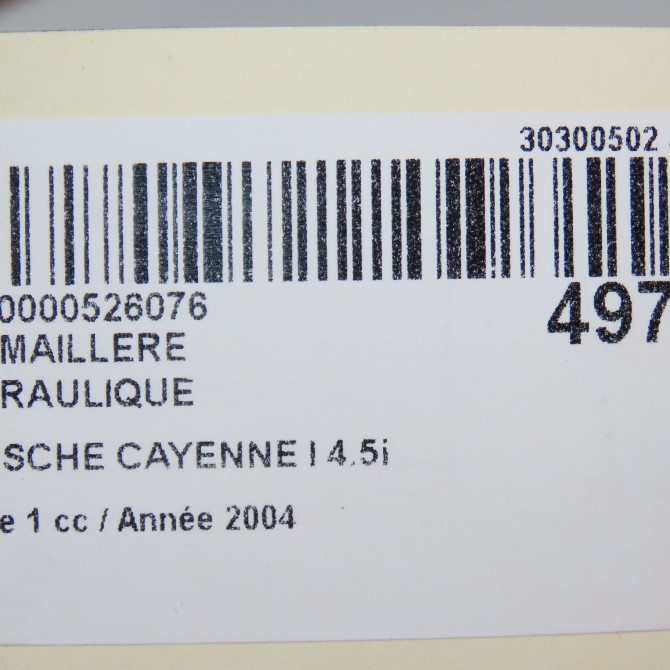 30300502
0000526076
497
MAILLERE
RAULIQUE
SCHE CAYENNE I 4.5i
e 1 cc / Année 2004